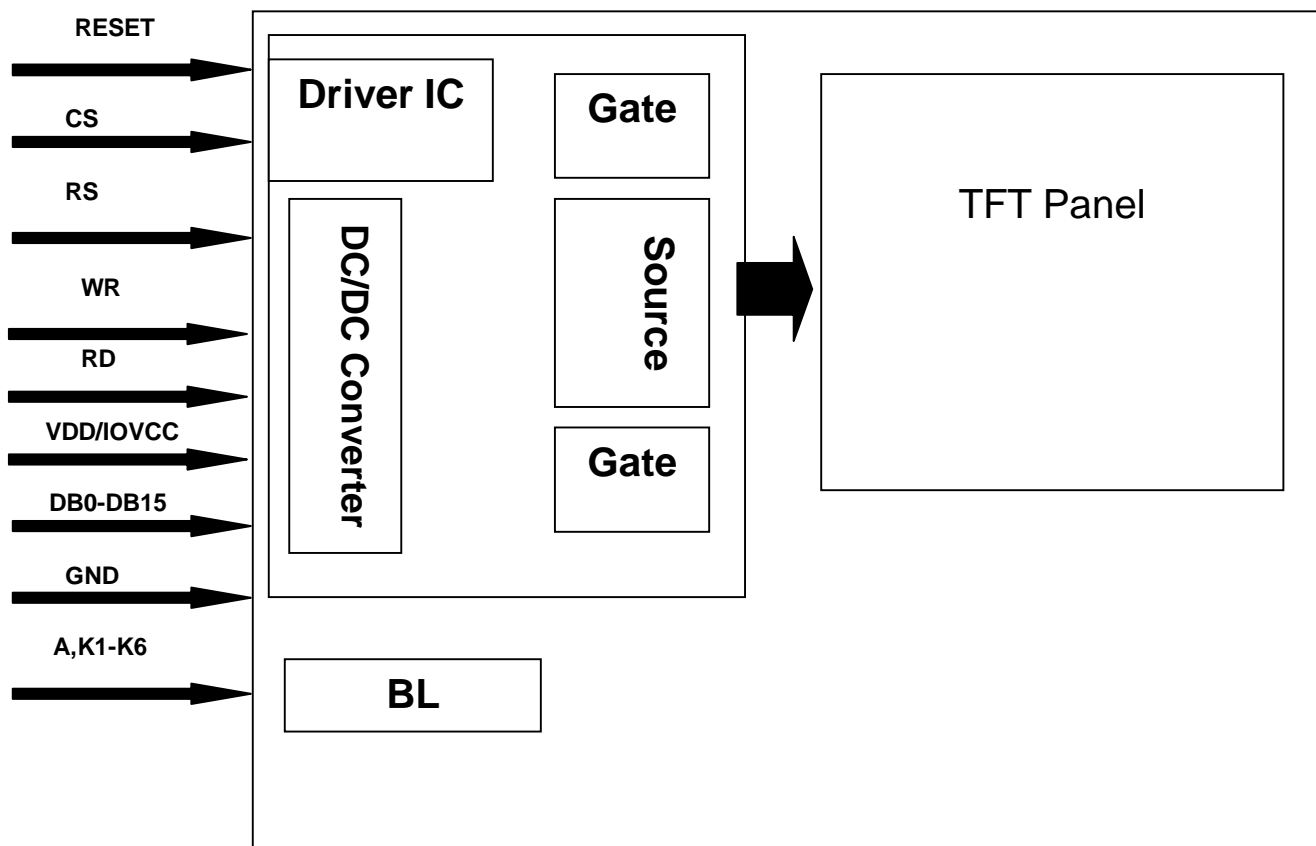 RESET
CS
RS
WR
RD
VDD/IOVCC
DB0-DB15
GND
A,K1-K6
Driver IC
DC/DC Converter
Gate
Source
Gate
BL
TFT Panel